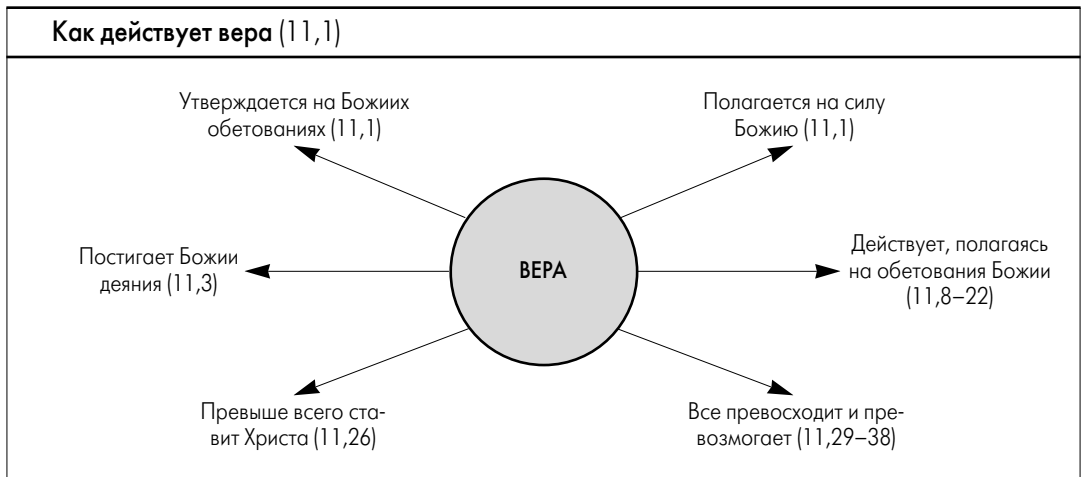 Как действует вера (11,1)
Утверждается на Божиих
обетованиях (11,1)
Полагается на силу
Божию (11,1)
Постигает Божии
деяния (11,3)
ВЕРА
Действует, полагаясь
на обетования Божии
(11,8–22)
Превыше всего ста-
вит Христа (11,26)
Все превосходит и пре-
возмогает (11,29–38)